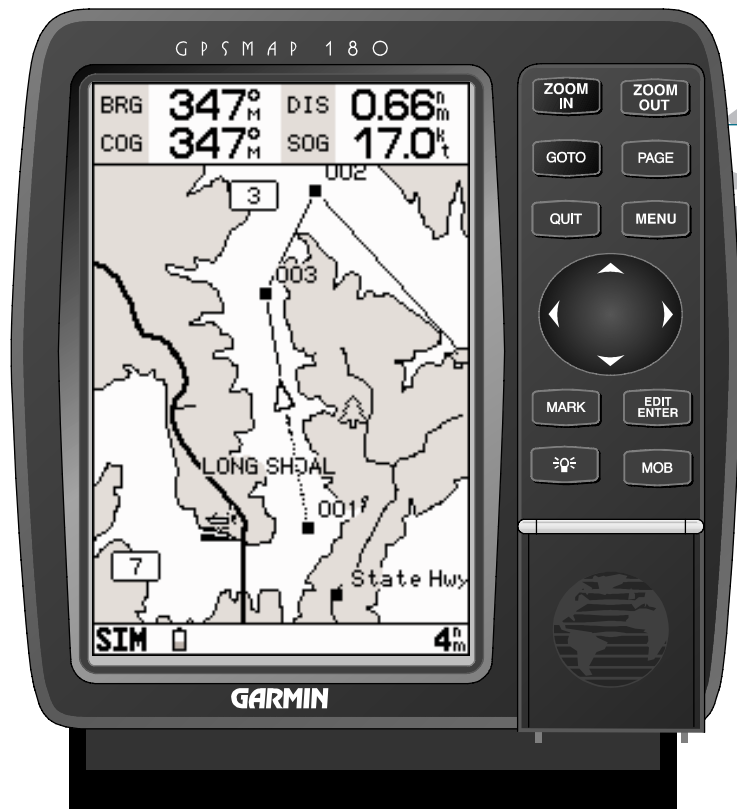 GPSMAP 180
BRG 347°M DIS 0.66nm
COG 347°M SOG 17.0kt
002
3
003
LONG SHOAL
001
7
State Hwy
SIM 4nm
GARMIN
ZOOM IN
ZOOM OUT
GOTO
PAGE
QUIT
MENU
MARK
EDIT ENTER
MOB